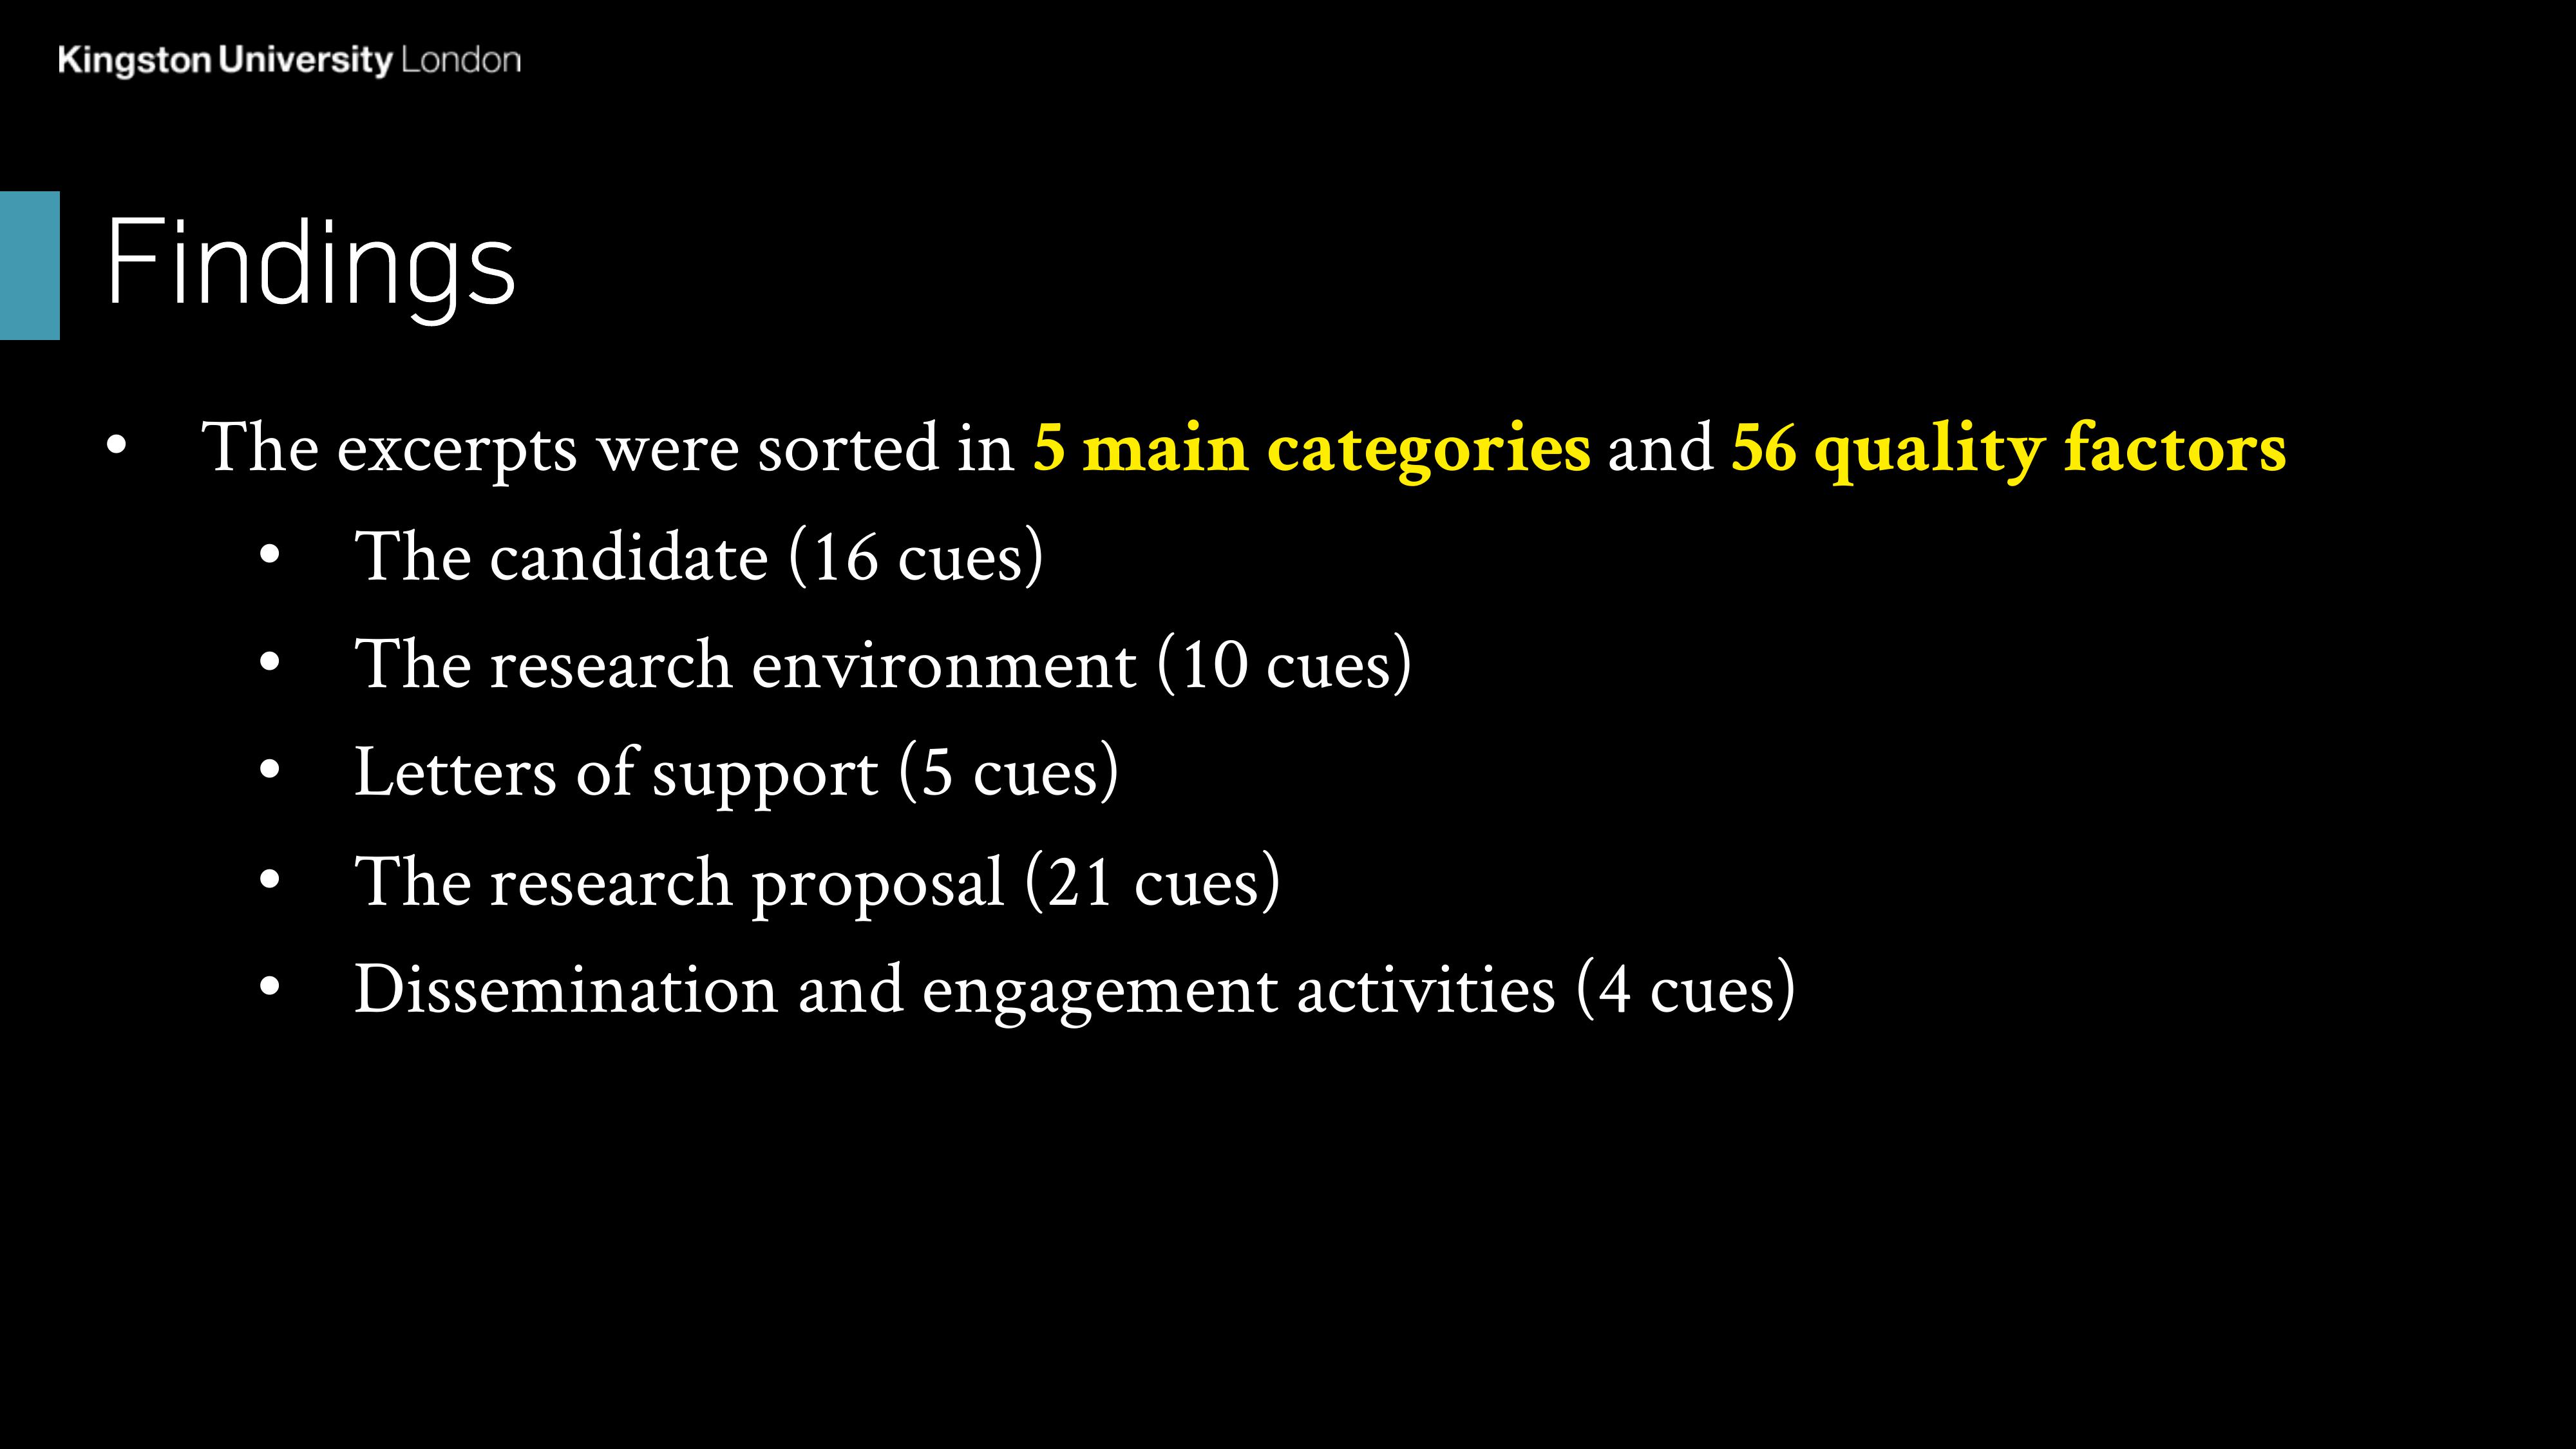 Kingston University London
Findings
• The excerpts were sorted in 5 main categories and 56 quality factors
• The candidate (16 cues)
• The research environment (10 cues)
• Letters of support (5 cues)
• The research proposal (21 cues)
• Dissemination and engagement activities (4 cues)